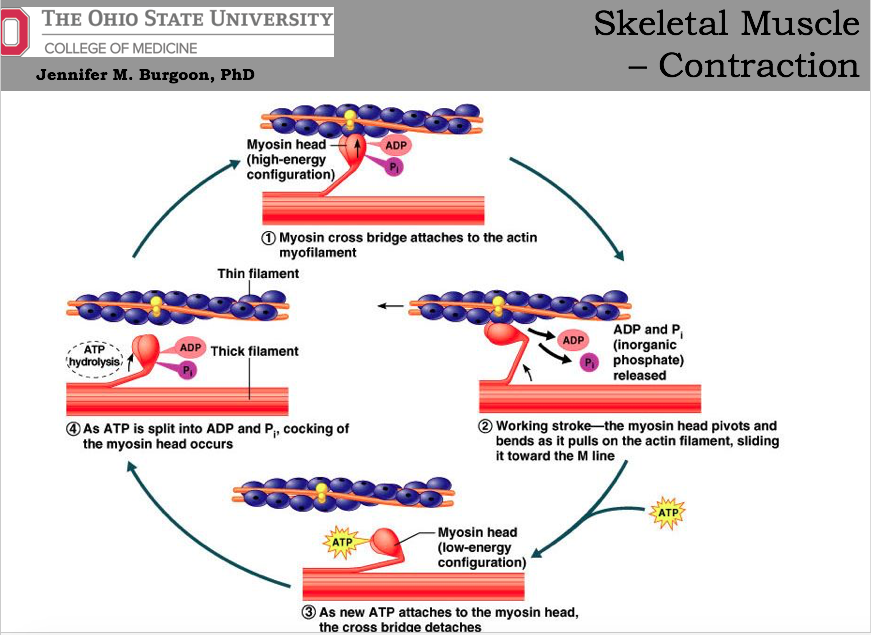 THE OHIO STATE UNIVERSITY
COLLEGE OF MEDICINE
Jennifer M. Burgoon, PhD
Skeletal Muscle
– Contraction
Myosin head
(high-energy
configuration)
ADP
Pi
① Myosin cross bridge attaches to the actin
myofilament
Thin filament
ATP
hydrolysis
ADP
Pi
Thick filament
④ As ATP is split into ADP and Pi, cocking of
the myosin head occurs
ADP
Pi
ADP and Pi
(inorganic
phosphate)
released
② Working stroke—the myosin head pivots and
bends as it pulls on the actin filament, sliding
it toward the M line
ATP
ATP
Myosin head
(low-energy
configuration)
③ As new ATP attaches to the myosin head,
the cross bridge detaches